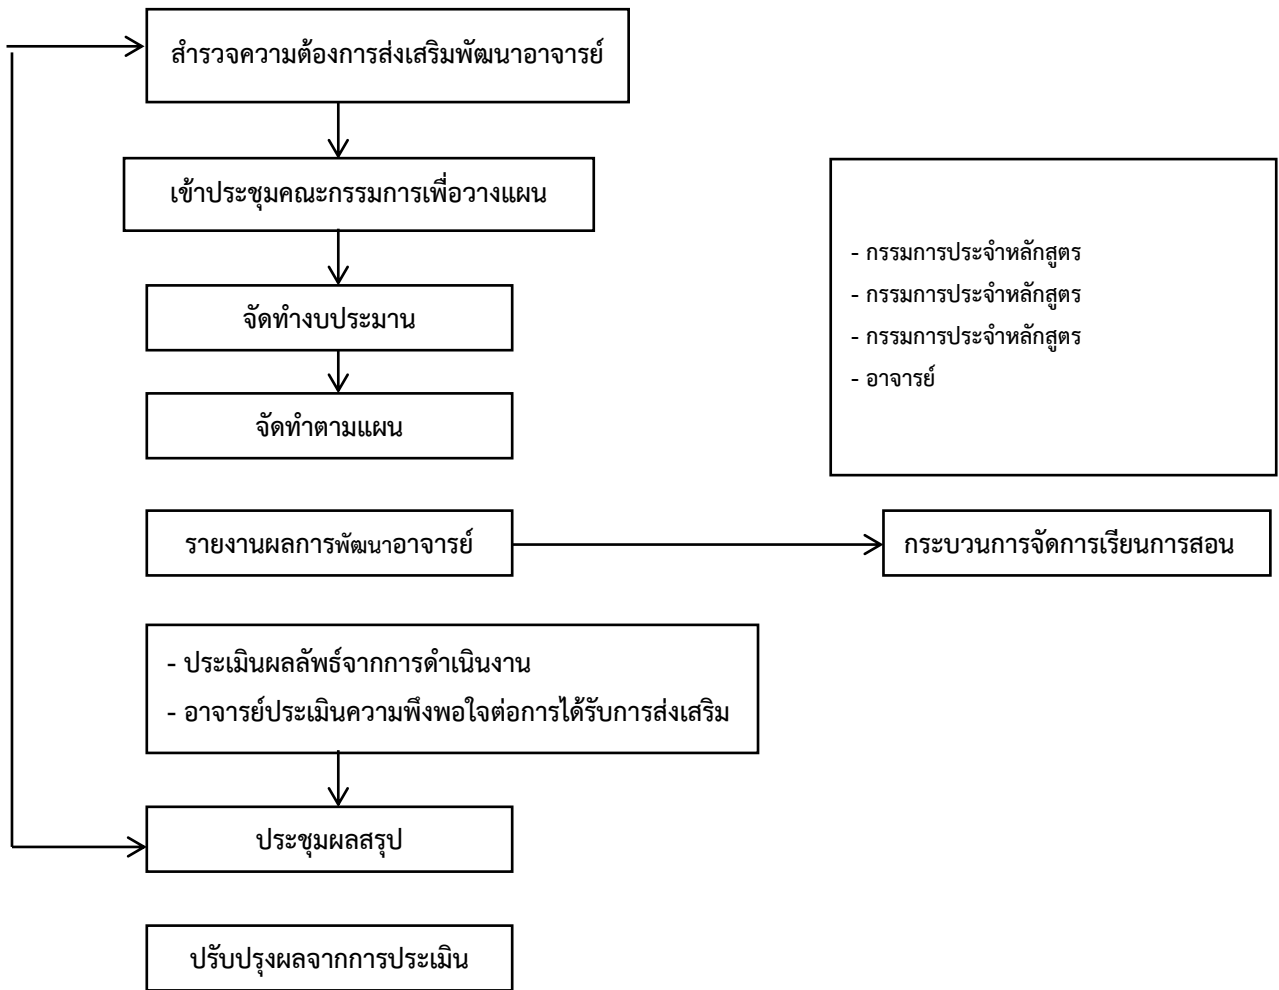 สำรวจความต้องการส่งเสริมพัฒนาอาจารย์
เข้าประชุมคณะกรรมการเพื่อวางแผน
- กรรมการประจำหลักสูตร
- กรรมการประจำหลักสูตร
- กรรมการประจำหลักสูตร
- อาจารย์
จัดทำงบประมาน
จัดทำตามแผน
รายงานผลการพัฒนาอาจารย์
กระบวนการจัดการเรียนการสอน
- ประเมินผลลัพธ์จากการดำเนินงาน
- อาจารย์ประเมินความพึงพอใจต่อการได้รับการส่งเสริม
ประชุมผลสรุป
ปรับปรุงผลจากการประเมิน